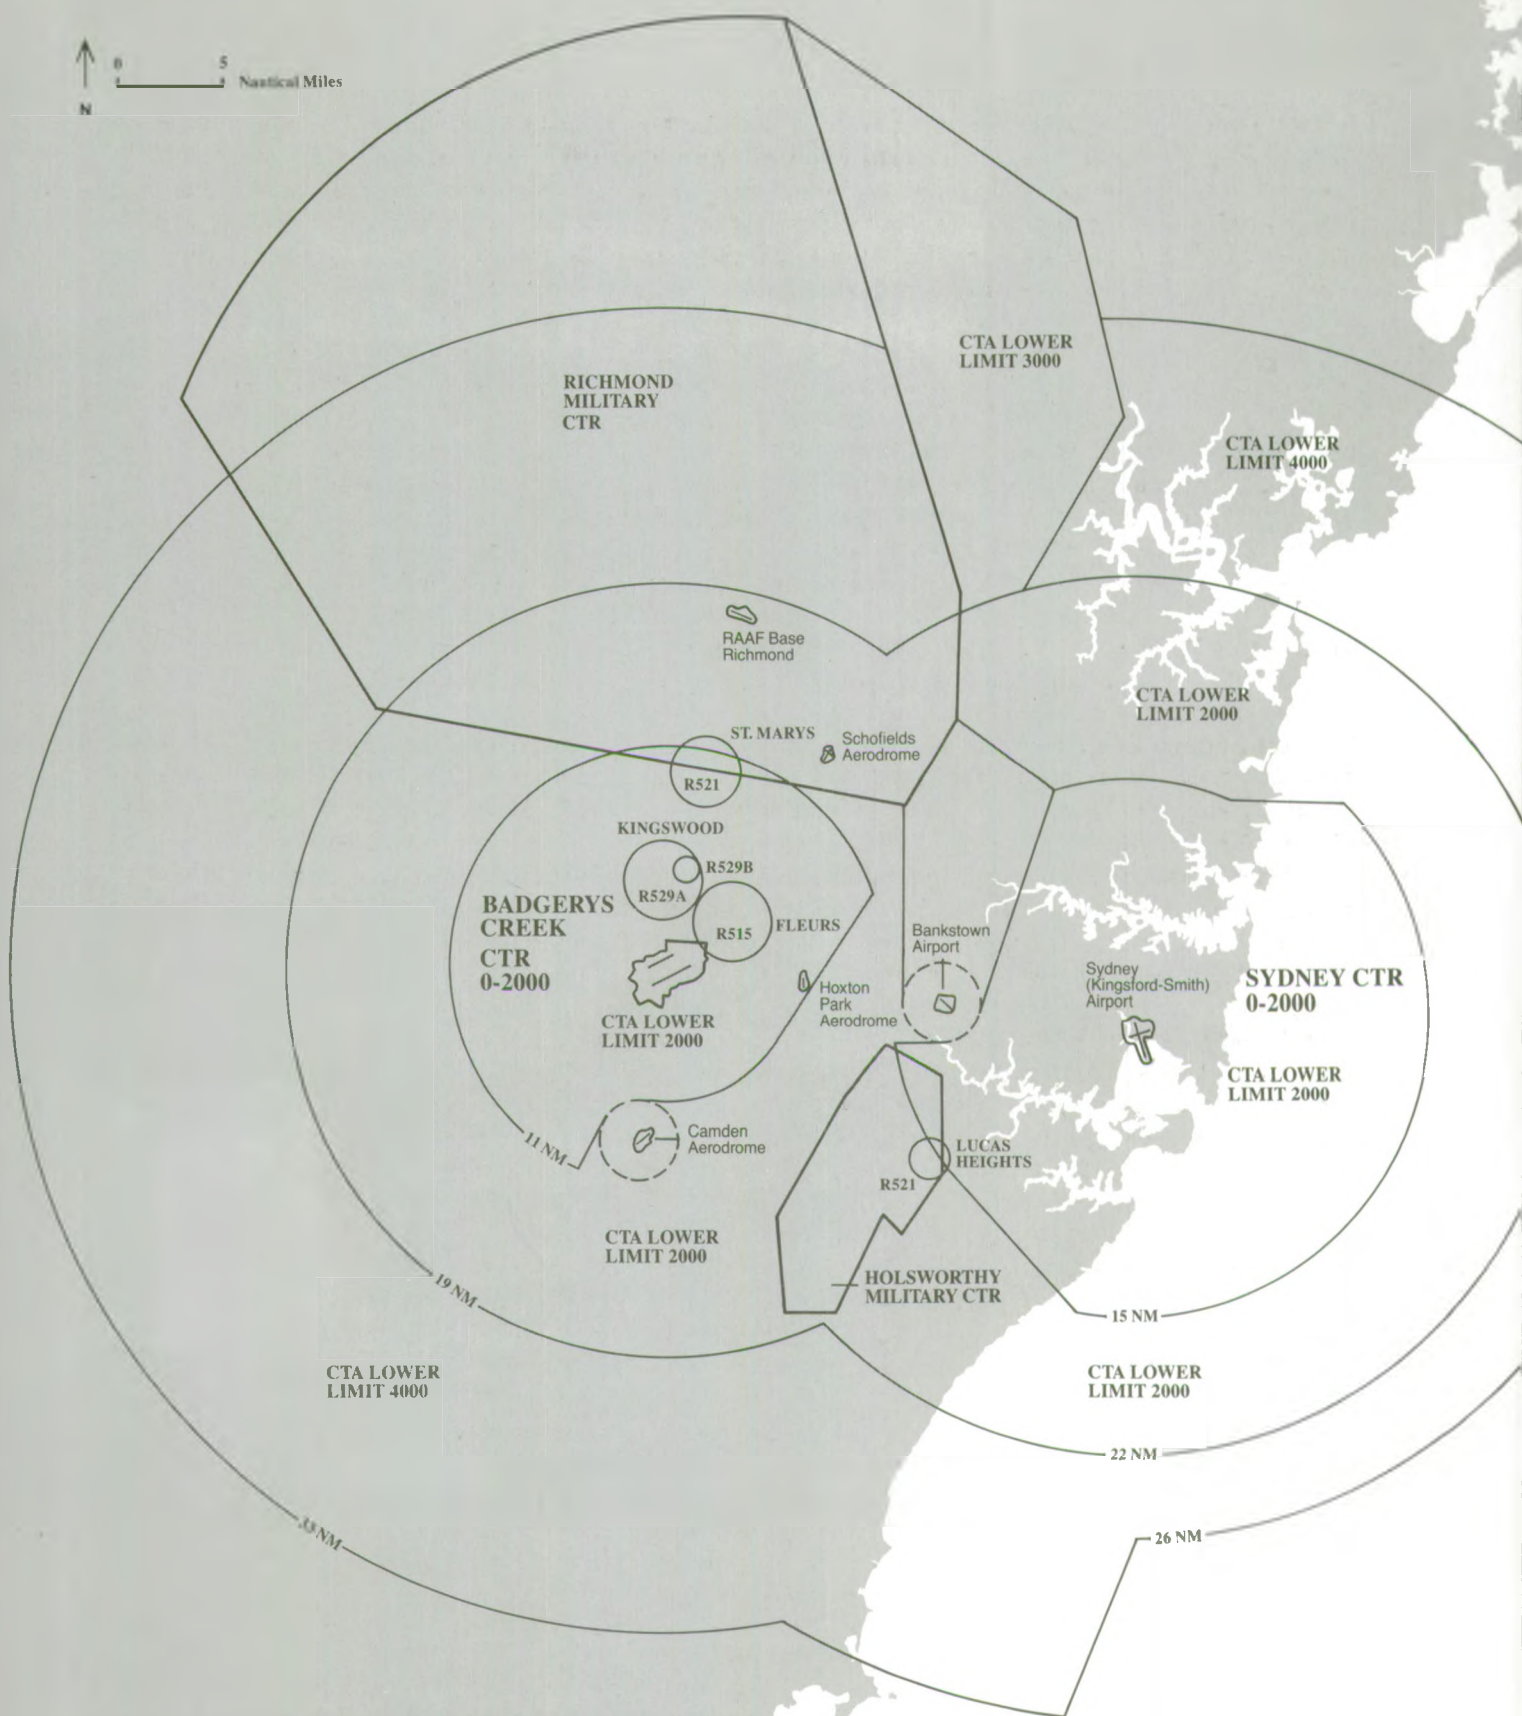 0 5
Nautical Miles
N
CTA LOWER
LIMIT 3000
RICHMOND
MILITARY
CTR
CTA LOWER
LIMIT 4000
RAAF Base
Richmond
CTA LOWER
LIMIT 2000
ST. MARYS
Schofields
Aerodrome
R521
KINGSWOOD
R529B
R529A
BADGERYS
CREEK
CTR
0-2000
R515
FLEURS
Bankstown
Airport
Sydney
(Kingsford-Smith)
Airport
SYDNEY CTR
0-2000
Hoxton
Park
Aerodrome
CTA LOWER
LIMIT 2000
CTA LOWER
LIMIT 2000
11 NM
Camden
Aerodrome
LUCAS
HEIGHTS
R521
CTA LOWER
LIMIT 2000
HOLSWORTHY
MILITARY CTR
19 NM
15 NM
CTA LOWER
LIMIT 4000
CTA LOWER
LIMIT 2000
22 NM
33 NM
26 NM